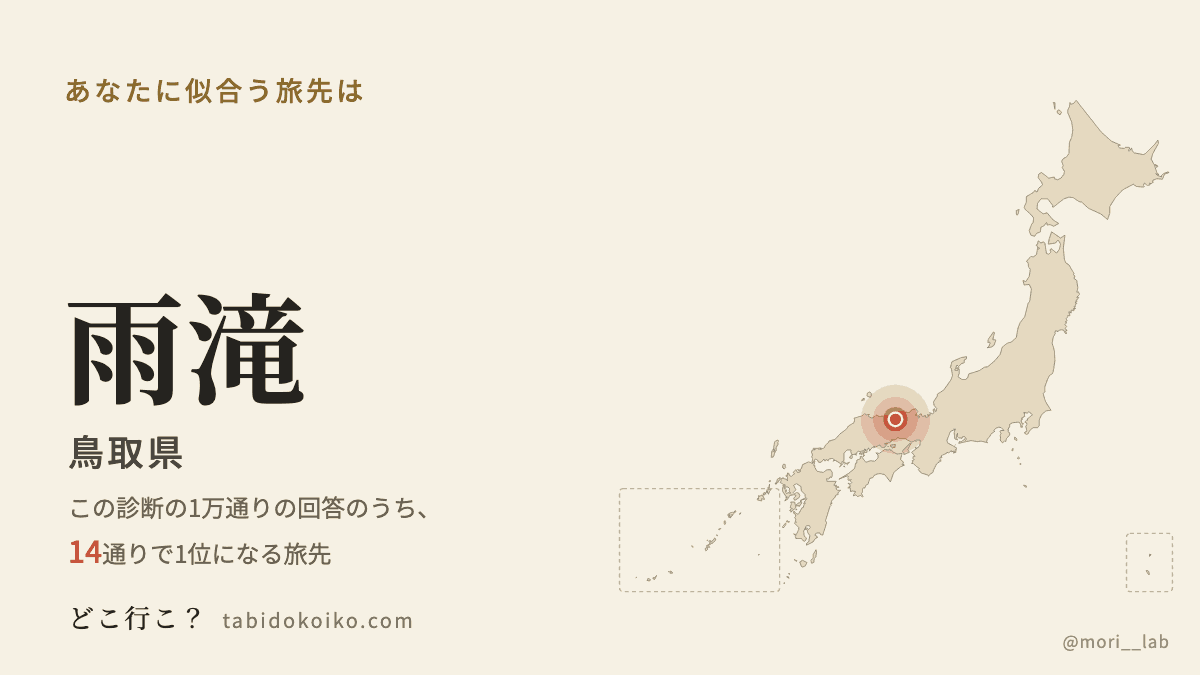 あなたに似合う旅先は
雨滝
鳥取県
この診断の1万通りの回答のうち、
14通りで1位になる旅先
どこ行こ？ tabidokoiko.com
@mori__lab